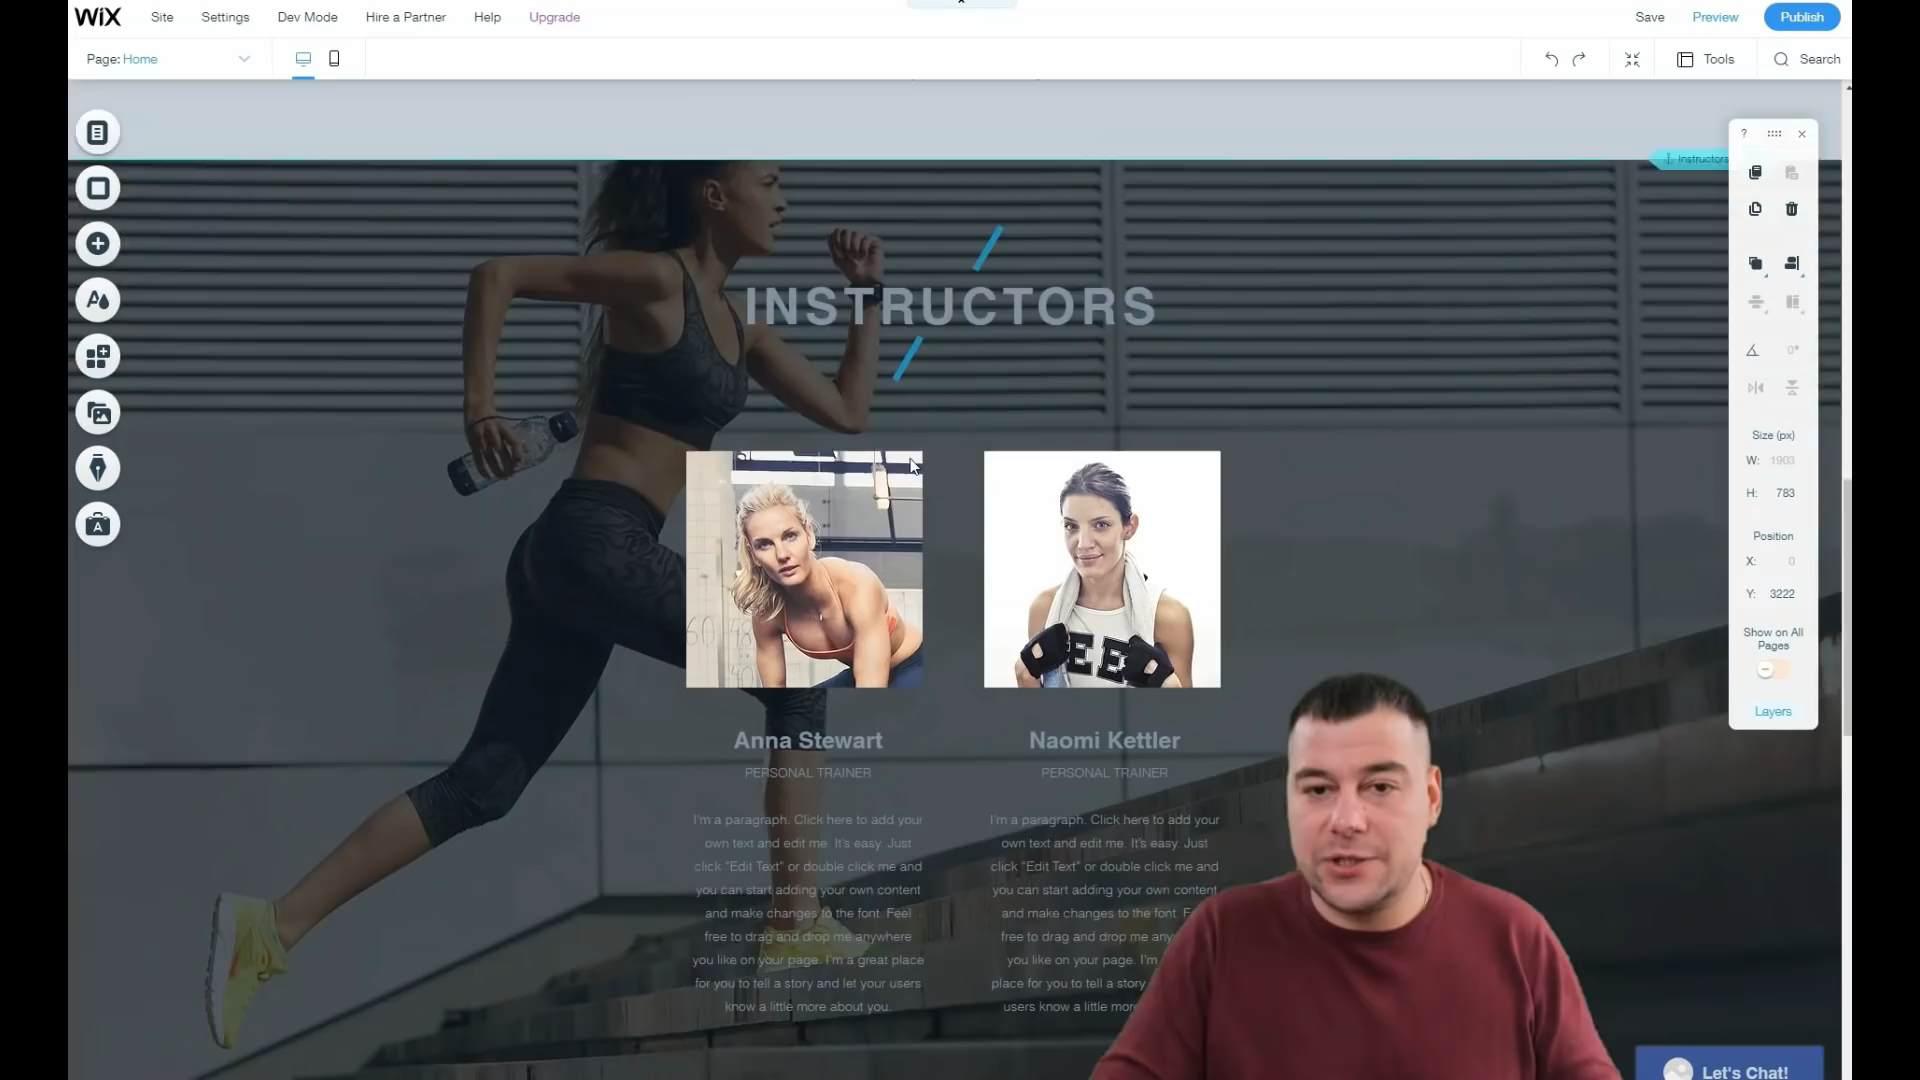 WiX Site Settings Dev Mode Hire a Partner Help Upgrade Save Preview Publish
Page: Home Tools Search
Instructors
INSTRUCTORS
Size (px)
W: 1903
H: 783
Position
X: 0
Y: 3222
Show on All
Pages
Layers
0°
Anna Stewart
PERSONAL TRAINER
I'm a paragraph. Click here to add your
own text and edit me. It's easy. Just
click "Edit Text" or double click me and
you can start adding your own content
and make changes to the font. Feel
free to drag and drop me anywhere
you like on your page. I'm a great place
for you to tell a story and let your users
know a little more about you.
Naomi Kettler
PERSONAL TRAINER
I'm a paragraph. Click here to add your
own text and edit me. It's easy. Just
click "Edit Text" or double click me and
you can start adding your own content
and make changes to the font.
free to drag and drop me
you like on your page. I'm
place for you to tell a story
users know a little
Let's Chat!